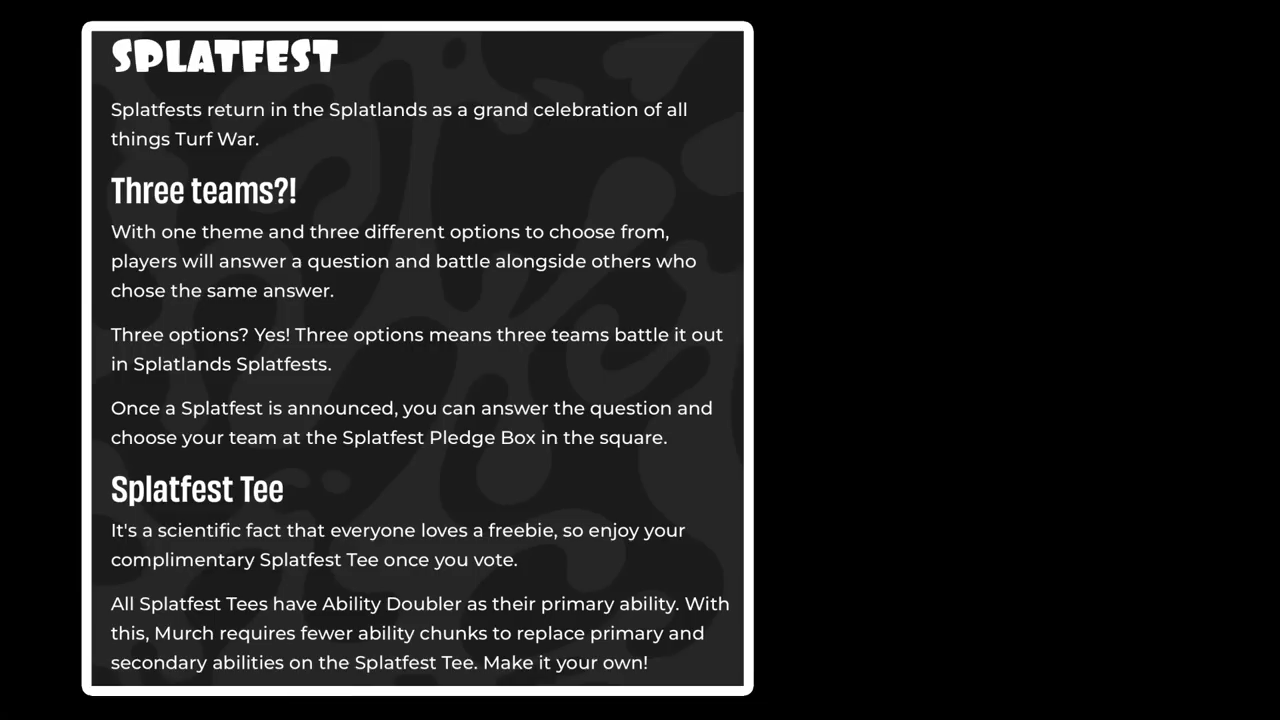 SPLATFEST
Splatfests return in the Splatlands as a grand celebration of all
things Turf War.
Three teams?!
With one theme and three different options to choose from,
players will answer a question and battle alongside others who
chose the same answer.
Three options? Yes! Three options means three teams battle it out
in Splatlands Splatfests.
Once a Splatfest is announced, you can answer the question and
choose your team at the Splatfest Pledge Box in the square.
Splatfest Tee
It's a scientific fact that everyone loves a freebie, so enjoy your
complimentary Splatfest Tee once you vote.
All Splatfest Tees have Ability Doubler as their primary ability. With
this, Murch requires fewer ability chunks to replace primary and
secondary abilities on the Splatfest Tee. Make it your own!